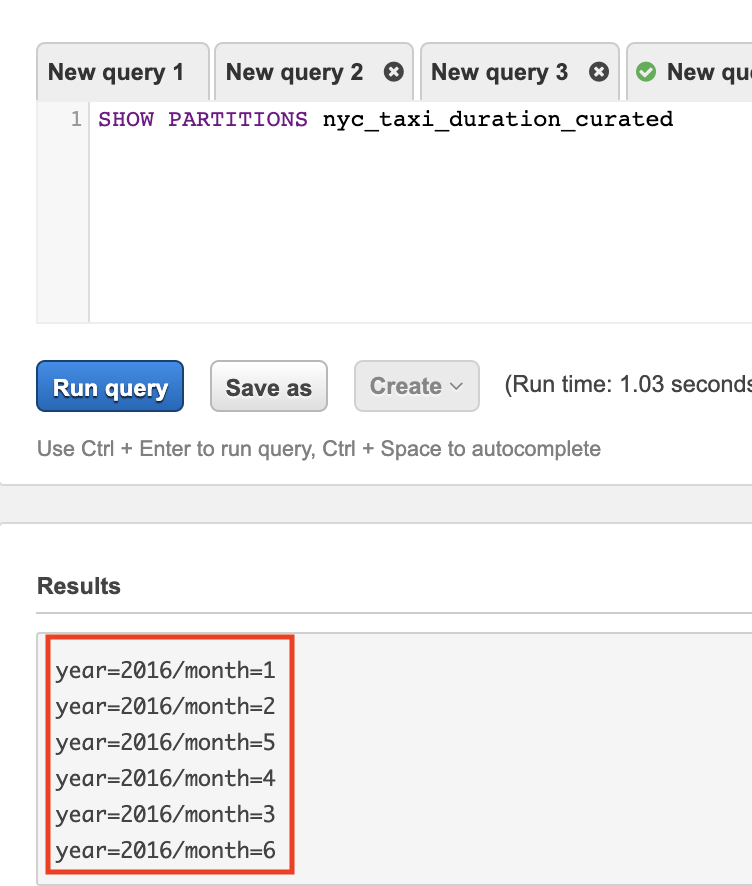 New query 1 New query 2 New query 3 New qu
1 SHOW PARTITIONS nyc_taxi_duration_curated
Run query Save as Create (Run time: 1.03 seconds
Use Ctrl + Enter to run query, Ctrl + Space to autocomplete
Results
year=2016/month=1
year=2016/month=2
year=2016/month=5
year=2016/month=4
year=2016/month=3
year=2016/month=6